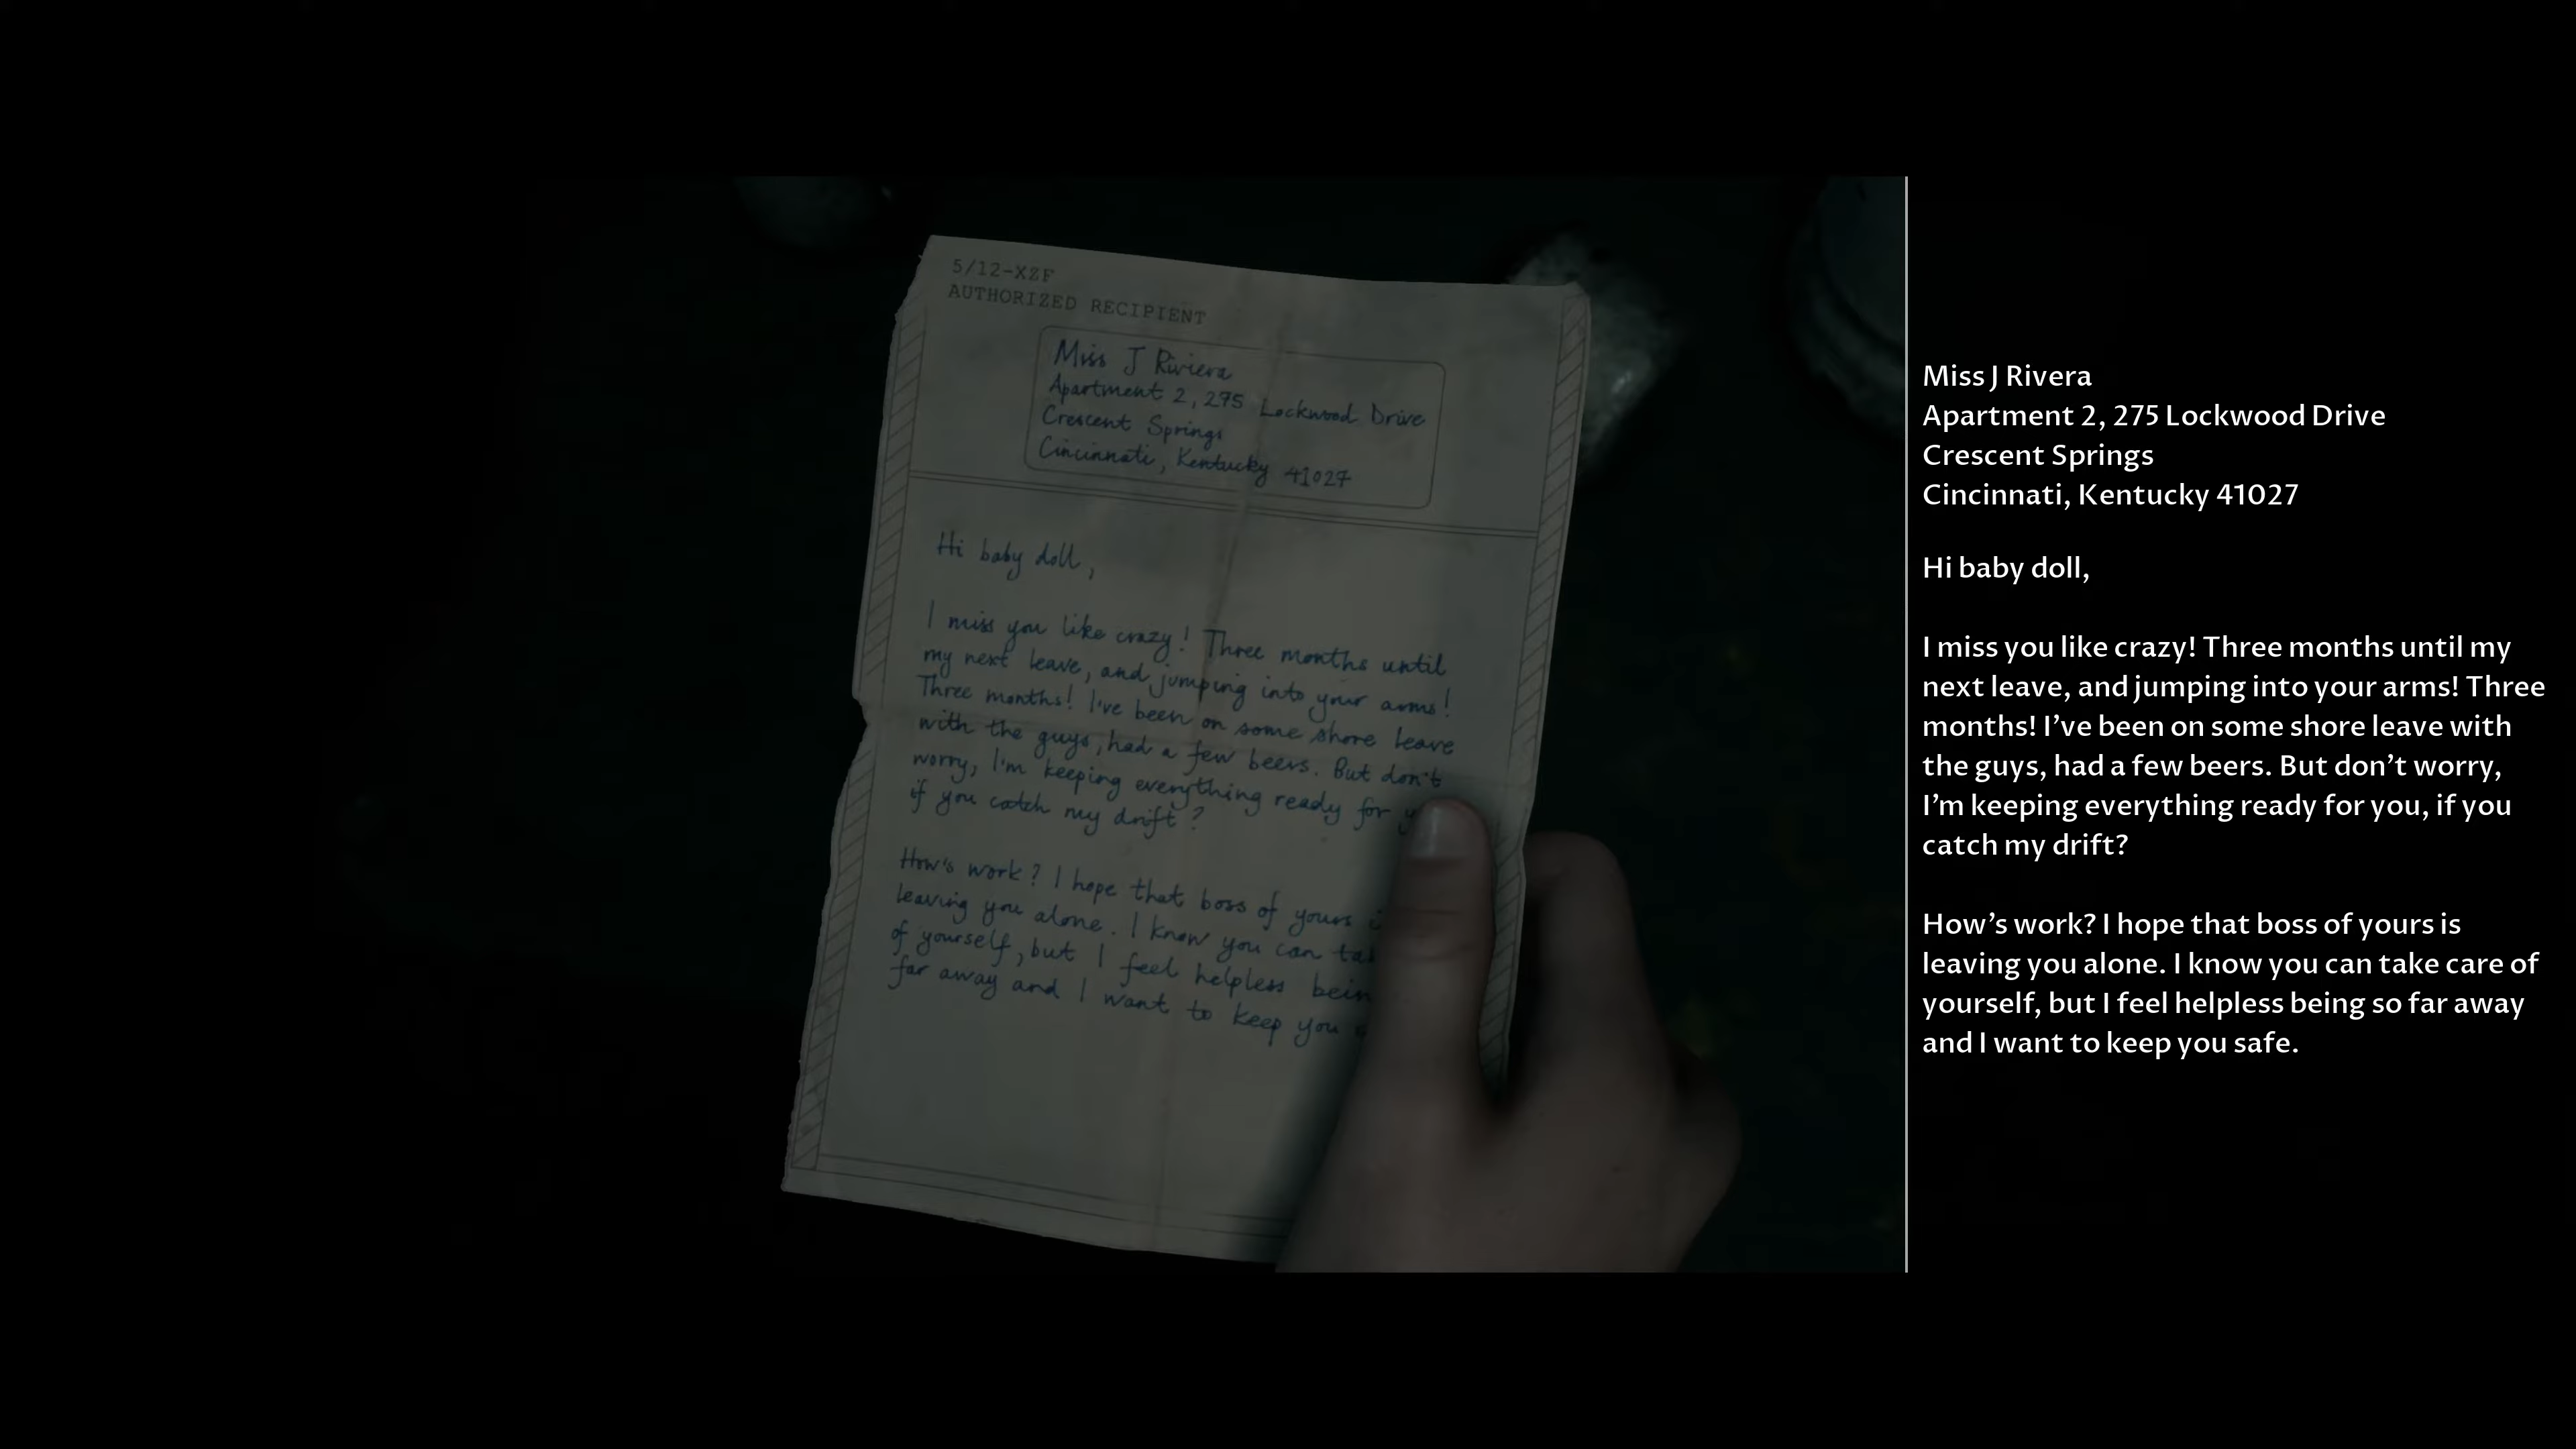 5/12-XZF
AUTHORIZED RECIPIENT
Miss J Riviera
Apartment 2, 275 Lockwood Drive
Crescent Springs
Cincinnati, Kentucky 41027
Hi baby doll,
I miss you like crazy! Three months until
my next leave, and jumping into your arms!
Three months! I've been on some shore leave
with the guys, had a few beers. But don't
worry, I'm keeping everything ready for
if you catch my drift?
How's work? I hope that boss of yours
leaving you alone. I know you can
of yourself, but I feel helpless
far away and I want to keep you
Miss J Rivera
Apartment 2, 275 Lockwood Drive
Crescent Springs
Cincinnati, Kentucky 41027
Hi baby doll,
I miss you like crazy! Three months until my
next leave, and jumping into your arms! Three
months! I've been on some shore leave with
the guys, had a few beers. But don't worry,
I'm keeping everything ready for you, if you
catch my drift?
How's work? I hope that boss of yours is
leaving you alone. I know you can take care of
yourself, but I feel helpless being so far away
and I want to keep you safe.